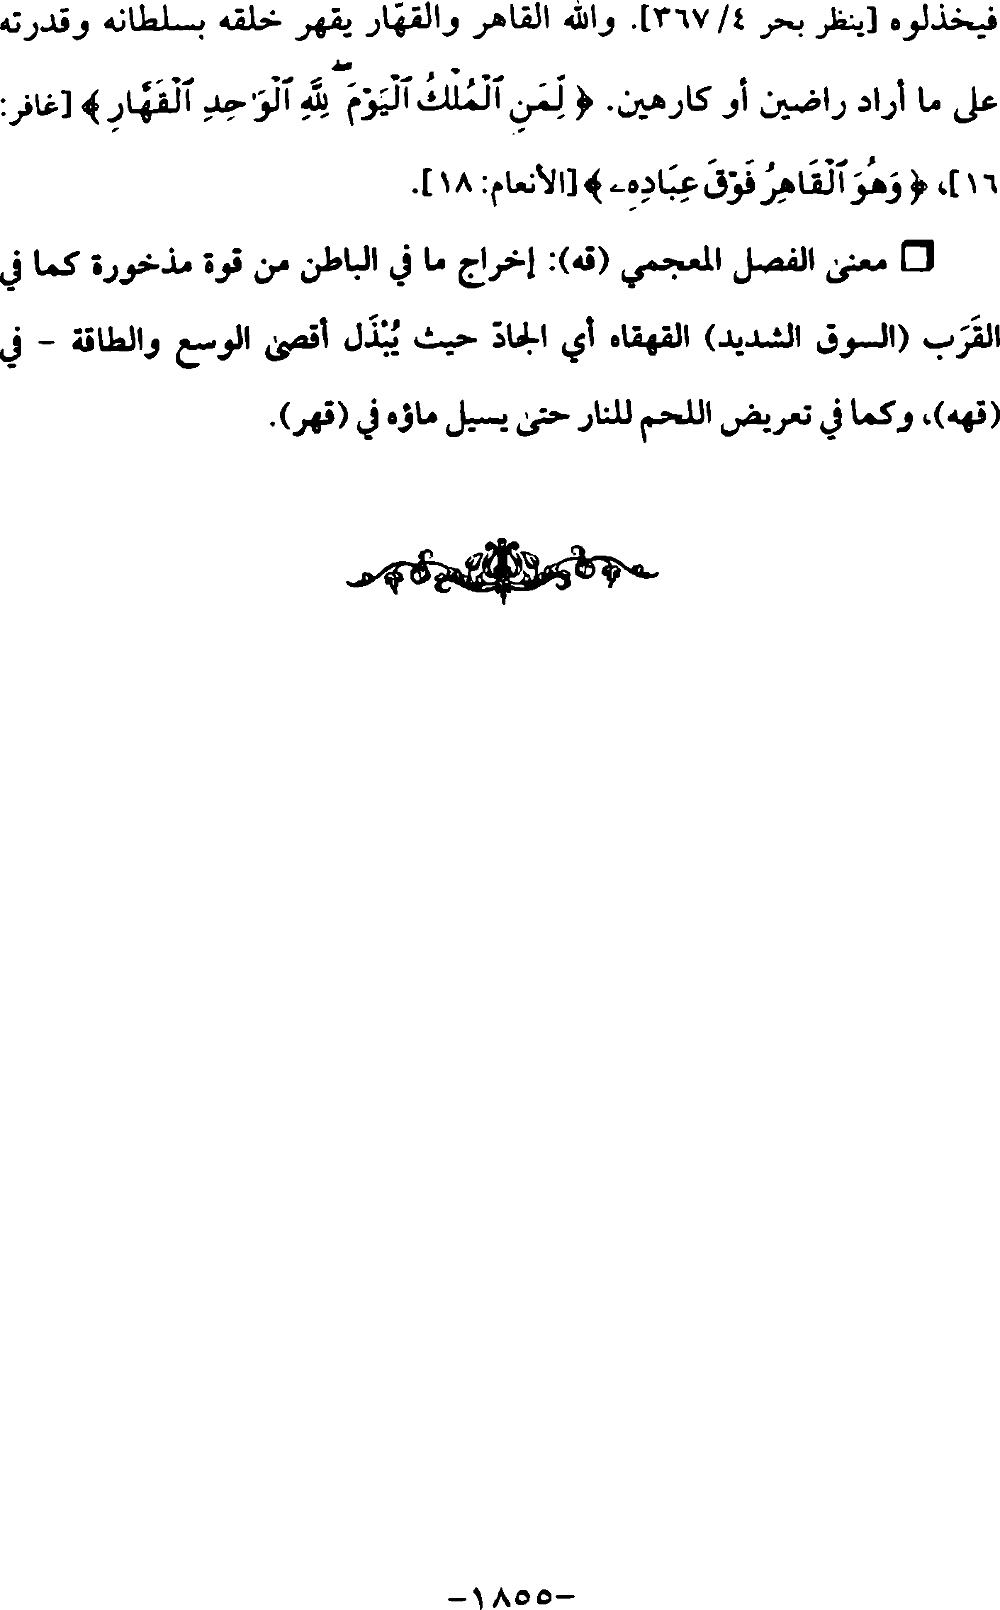 فيخذلوه [ينظر بحر ٤/ ٣٦٧]. والله القاهر والقهّار يقهر خلقه بسلطانه وقدرته
على ما أراد راضين أو كارهين. ﴿ لِّمَنِ ٱلْمُلْكُ ٱلْيَوْمَ ۖ لِلَّهِ ٱلْوَٰحِدِ ٱلْقَهَّارِ ﴾ [غافر:
١٦]، ﴿ وَهُوَ ٱلْقَاهِرُ فَوْقَ عِبَادِهِۦ ﴾ [الأنعام: ١٨].
❒ معنىٰ الفصل المعجمي (قه): إخراج ما في الباطن من قوة مذخورة كما في
القَرَب (السوق الشديد) القهقاه أي الجادّ حيث يُبْذَل أقصىٰ الوسع والطاقة - في
(قهه)، وكما في تعريض اللحم للنار حتىٰ يسيل ماؤه في (قهر).
-١٨٥٥-